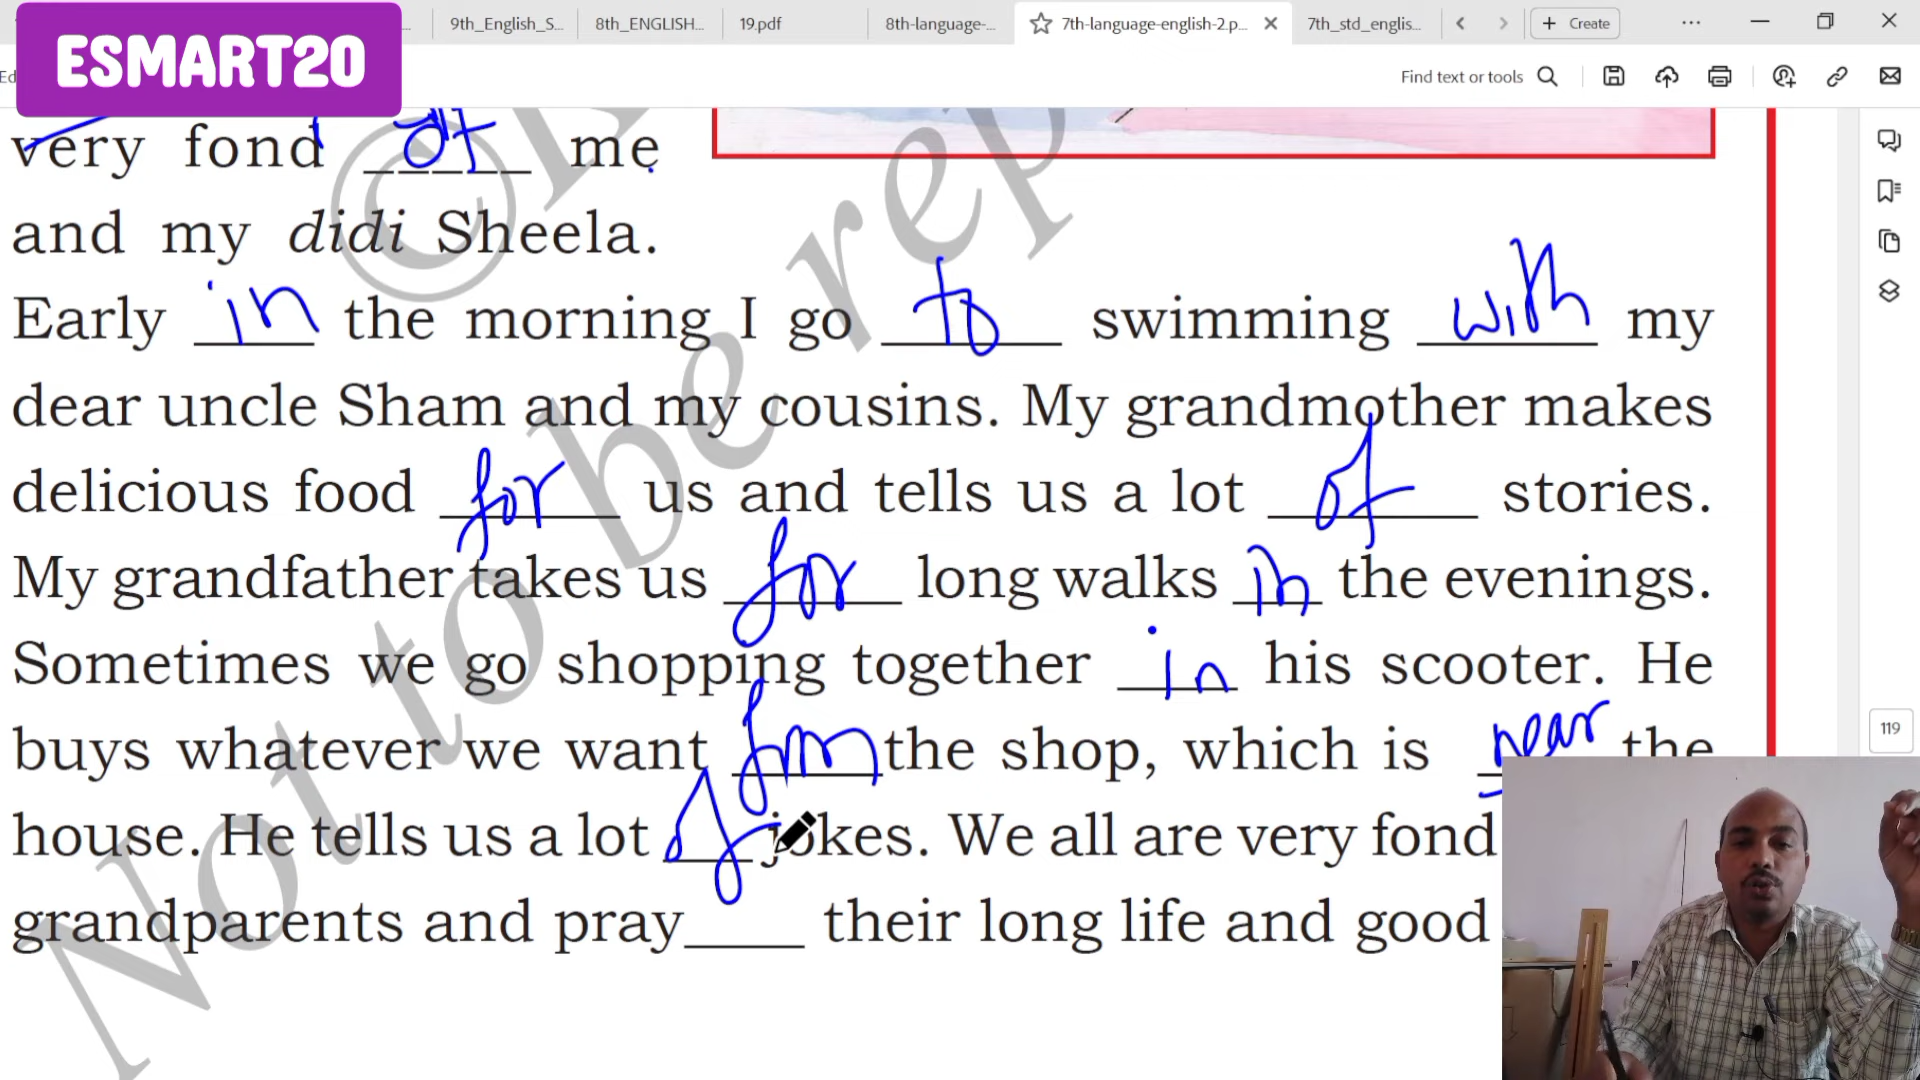 ESMART20
9th_English_S...
8th_ENGLISH...
19.pdf
8th-language-...
7th-language-english-2.p...
7th_std_englis...
Create
Find text or tools
very fond of me
and my didi Sheela.
Early in the morning I go to swimming with my
dear uncle Sham and my cousins. My grandmother makes
delicious food for us and tells us a lot of stories.
My grandfather takes us for long walks in the evenings.
Sometimes we go shopping together in his scooter. He
buys whatever we want from the shop, which is near the
house. He tells us a lot of jokes. We all are very fond
grandparents and pray____ their long life and good
Not to be rep
119